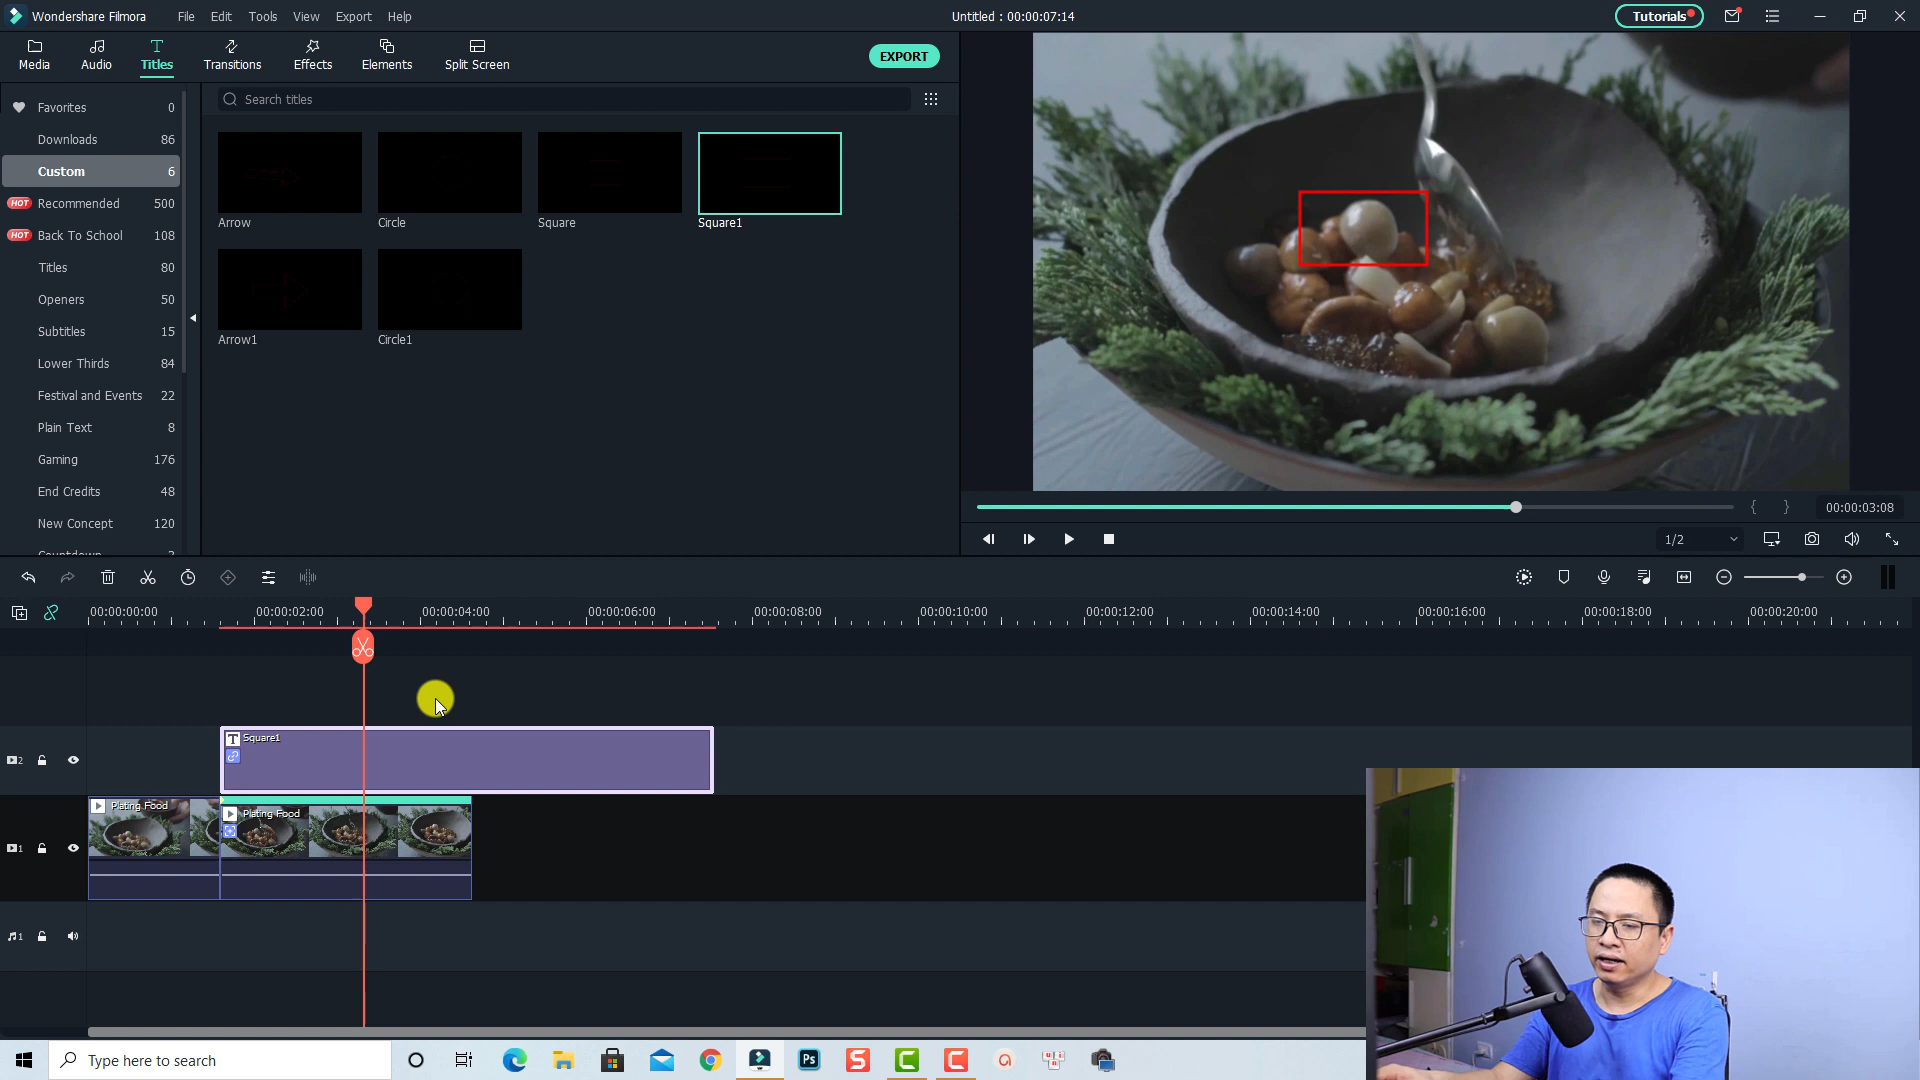 Wondershare Filmora
File Edit Tools View Export Help
Untitled : 00:00:07:14
Tutorials
Media Audio Titles Transitions Effects Elements Split Screen
EXPORT
Search titles
Favorites 0
Downloads 86
Custom 6
HOT Recommended 500
HOT Back To School 108
Titles 80
Openers 50
Subtitles 15
Lower Thirds 84
Festival and Events 22
Plain Text 8
Gaming 176
End Credits 48
New Concept 120
Countdown
Arrow Circle Square Square1
Arrow1 Circle1
{ } 00:00:03:08
1/2
00:00:00:00 00:00:02:00 00:00:04:00 00:00:06:00 00:00:08:00 00:00:10:00 00:00:12:00 00:00:14:00 00:00:16:00 00:00:18:00 00:00:20:00
2
T Square1
1
Plating Food Plating Food
1
Type here to search
Ps S C C